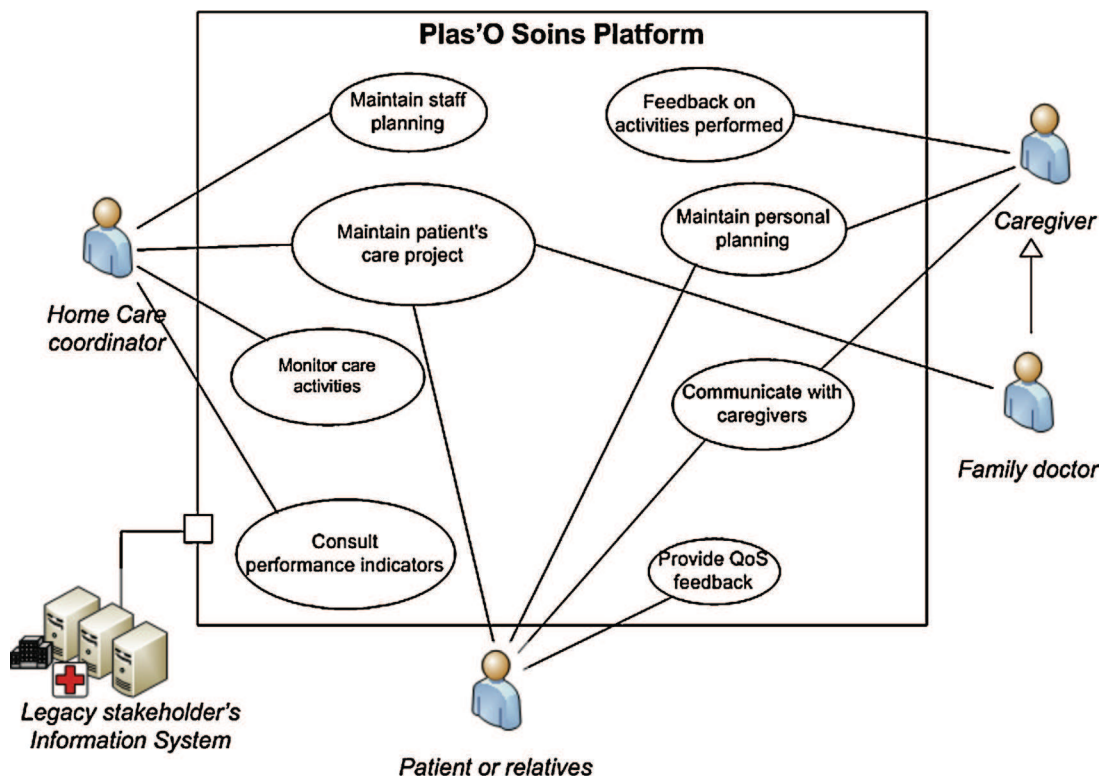 Plas'O Soins Platform
Maintain staff
planning
Feedback on
activities performed
Maintain patient's
care project
Maintain personal
planning
Caregiver
Home Care
coordinator
Monitor care
activities
Communicate with
caregivers
Family doctor
Consult
performance indicators
Provide QoS
feedback
Legacy stakeholder's
Information System
Patient or relatives